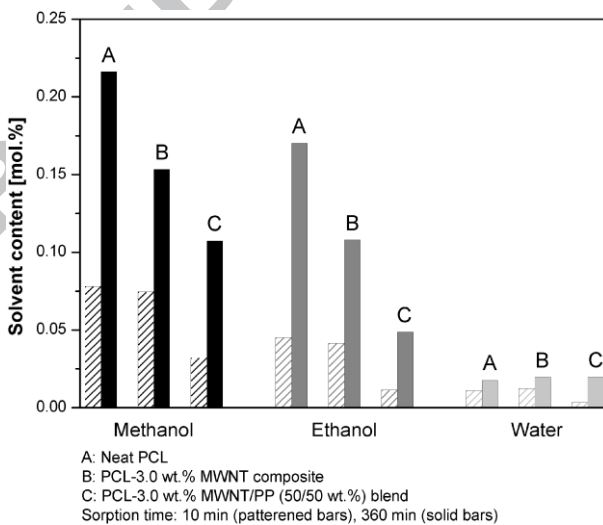 0.25
0.20
0.15
0.10
0.05
0.00
Solvent content [mol.%]
A
B
C
A
B
C
A
B
C
Methanol
Ethanol
Water
A: Neat PCL
B: PCL-3.0 wt.% MWNT composite
C: PCL-3.0 wt.% MWNT/PP (50/50 wt.%) blend
Sorption time: 10 min (patterened bars), 360 min (solid bars)